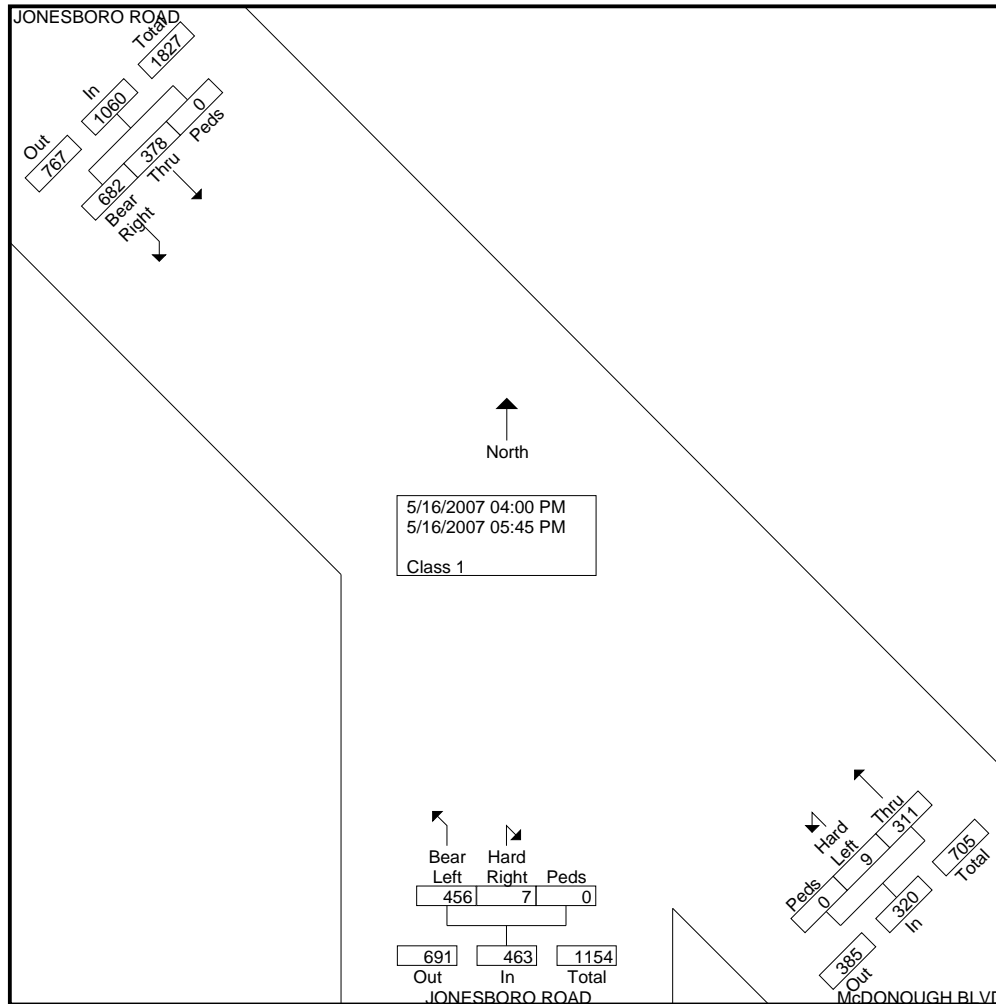 JONESBORO ROAD
Out In Total
767 1060 1827
682 378 0
Bear Right Thru Peds
North
5/16/2007 04:00 PM
5/16/2007 05:45 PM
Class 1
Bear Left Hard Right Peds
456 7 0
691 463 1154
Out In Total
JONESBORO ROAD
Peds Hard Left Thru
0 9 311
385 320 705
Out In Total
McDONOUGH BLVD